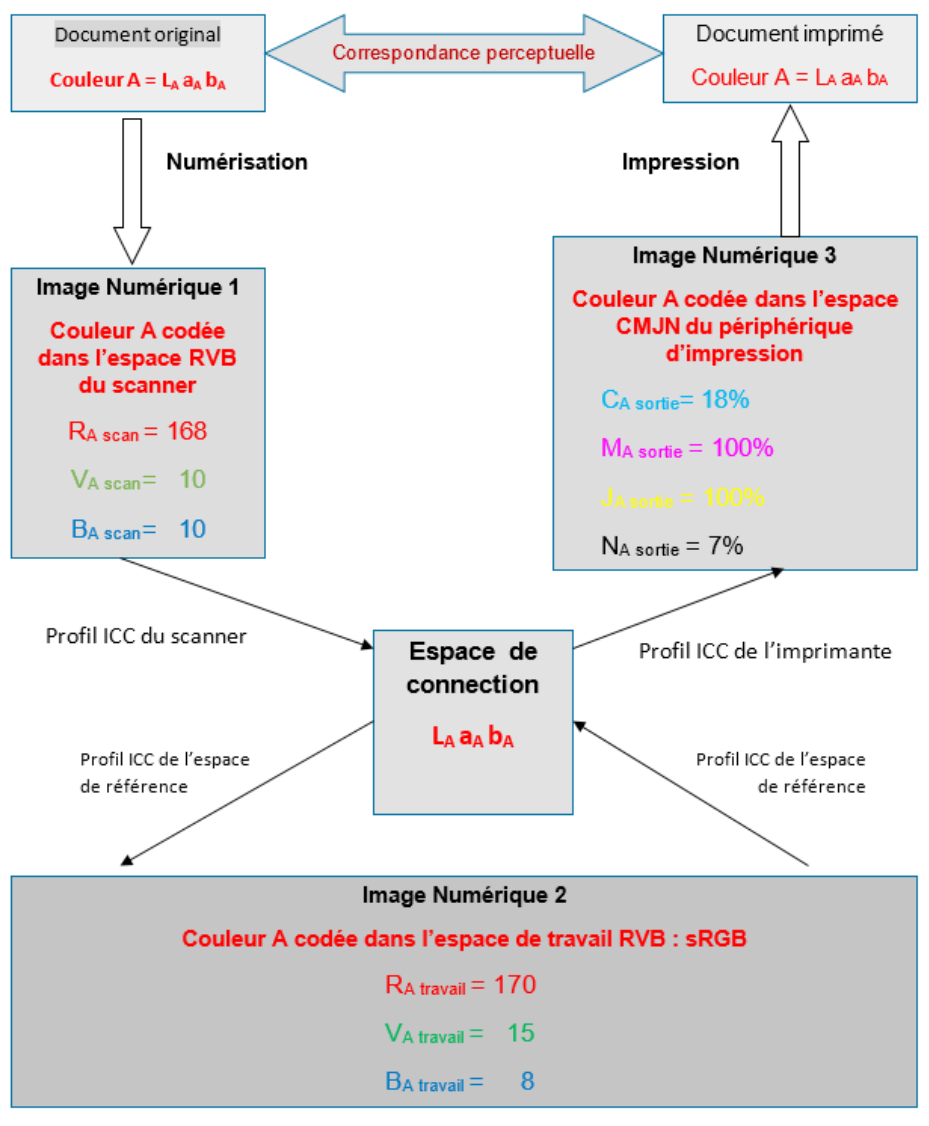 Document original
Couleur A = LA aA bA
Correspondance perceptuelle
Document imprimé
Couleur A = LA aA bA
Numérisation
Impression
Image Numérique 1
Couleur A codée
dans l'espace RVB
du scanner
RA scan = 168
VA scan = 10
BA scan = 10
Image Numérique 3
Couleur A codée dans l'espace
CMJN du périphérique
d'impression
CA sortie = 18%
MA sortie = 100%
JA sortie = 100%
NA sortie = 7%
Profil ICC du scanner
Espace de
connection
LA aA bA
Profil ICC de l'imprimante
Profil ICC de l'espace
de référence
Profil ICC de l'espace
de référence
Image Numérique 2
Couleur A codée dans l'espace de travail RVB : sRGB
RA travail = 170
VA travail = 15
BA travail = 8